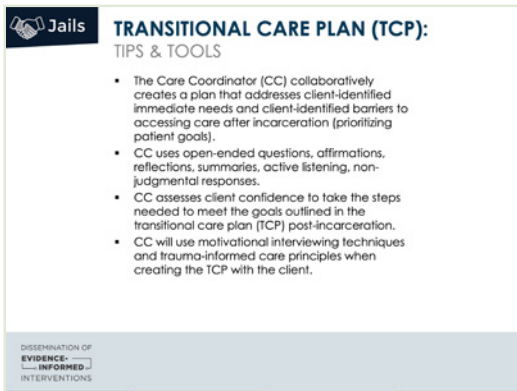 Jails
TRANSITIONAL CARE PLAN (TCP):
TIPS & TOOLS
▪ The Care Coordinator (CC) collaboratively
creates a plan that addresses client-identified
immediate needs and client-identified barriers to
accessing care after incarceration (prioritizing
patient goals).
▪ CC uses open-ended questions, affirmations,
reflections, summaries, active listening, non-
judgmental responses.
▪ CC assesses client confidence to take the steps
needed to meet the goals outlined in the
transitional care plan (TCP) post-incarceration.
▪ CC will use motivational interviewing techniques
and trauma-informed care principles when
creating the TCP with the client.
DISSEMINATION OF
EVIDENCE-
INFORMED
INTERVENTIONS